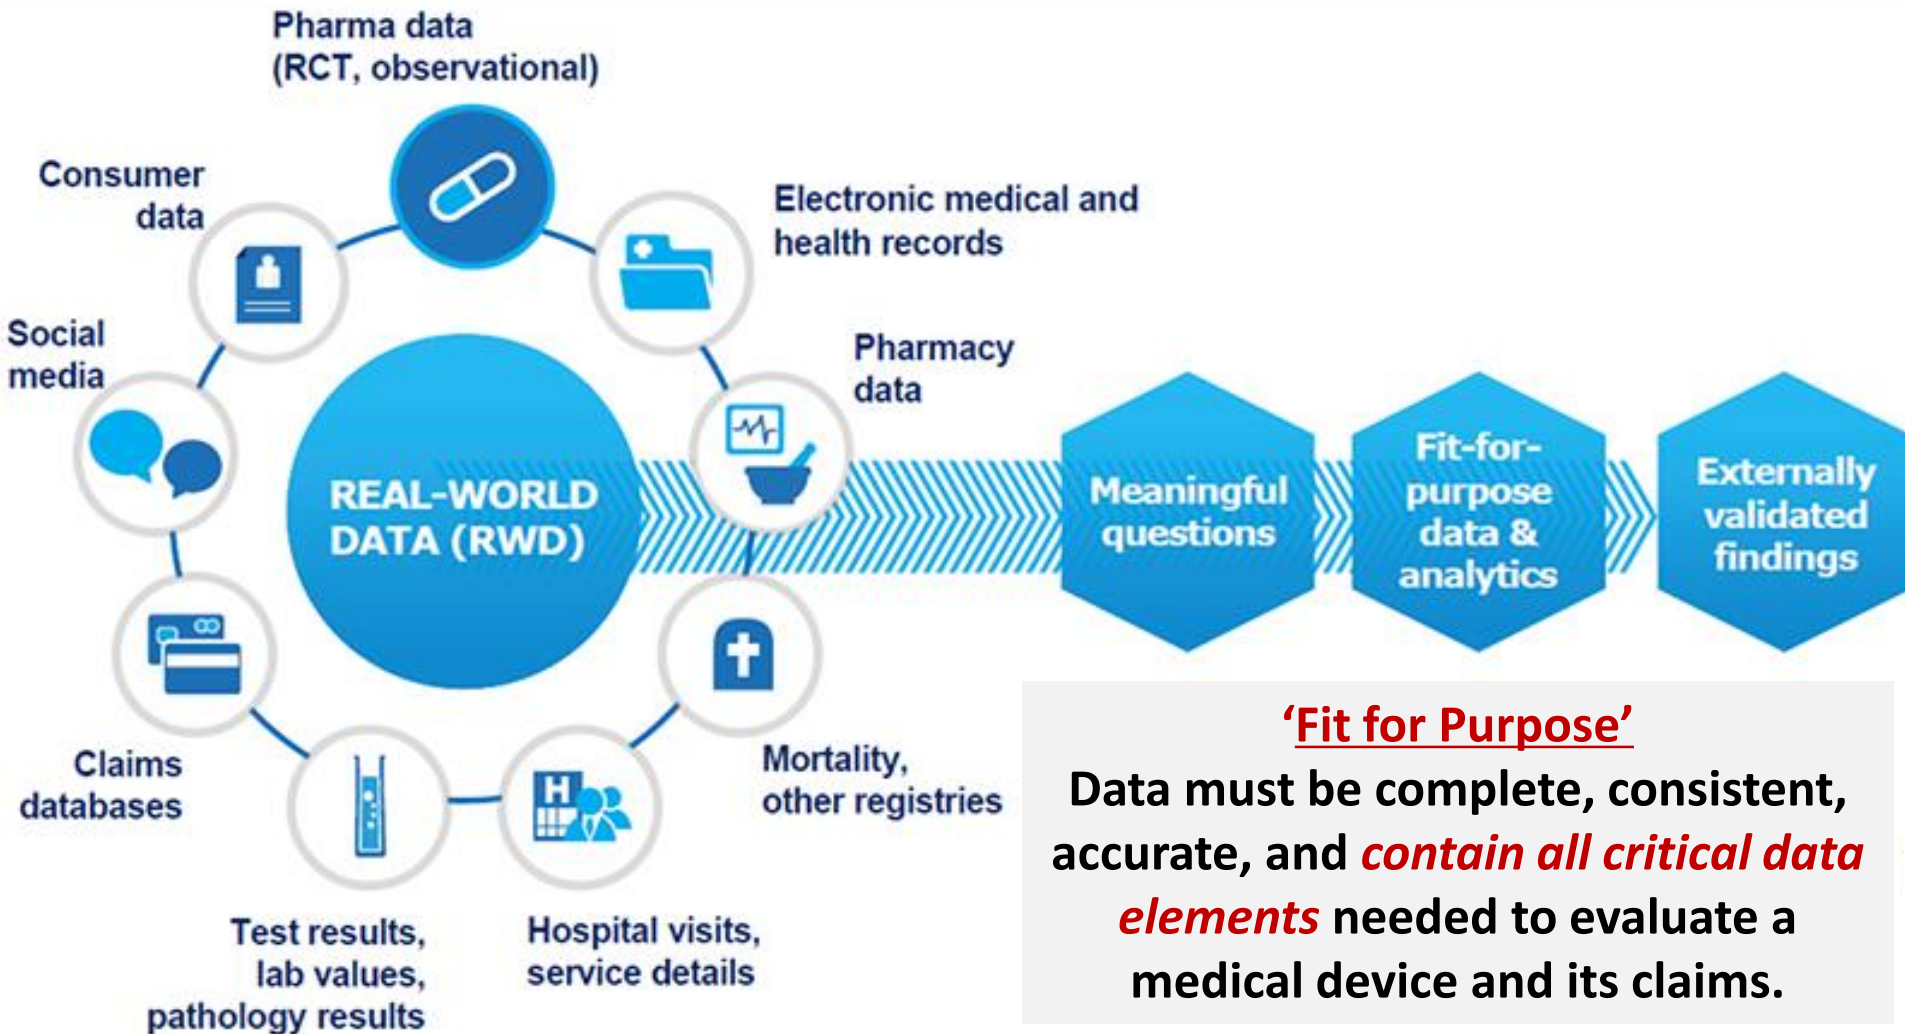 Pharma data
(RCT, observational)
Consumer
data
Electronic medical and
health records
Social
media
Pharmacy
data
REAL-WORLD
DATA (RWD)
Meaningful
questions
Fit-for-
purpose
data &
analytics
Externally
validated
findings
Claims
databases
H
Mortality,
other registries
Test results,
lab values,
pathology results
Hospital visits,
service details
‘Fit for Purpose’
Data must be complete, consistent,
accurate, and contain all critical data
elements needed to evaluate a
medical device and its claims.